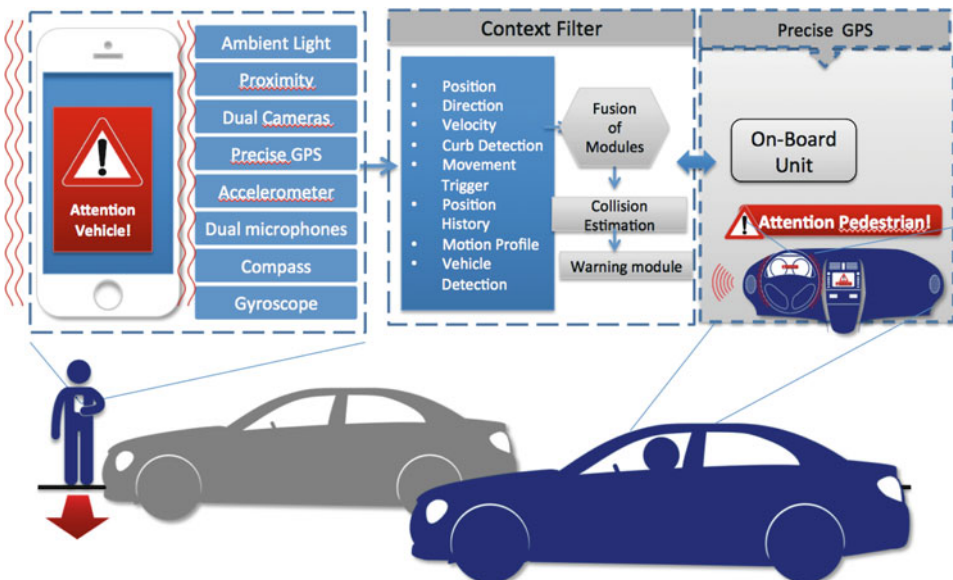 Attention
Vehicle!
Ambient Light
Proximity
Dual Cameras
Precise GPS
Accelerometer
Dual microphones
Compass
Gyroscope
Context Filter
• Position
• Direction
• Velocity
• Curb Detection
• Movement
Trigger
• Position
History
• Motion Profile
• Vehicle
Detection
Fusion
of
Modules
Collision
Estimation
Warning module
Precise GPS
On-Board
Unit
Attention Pedestrian!